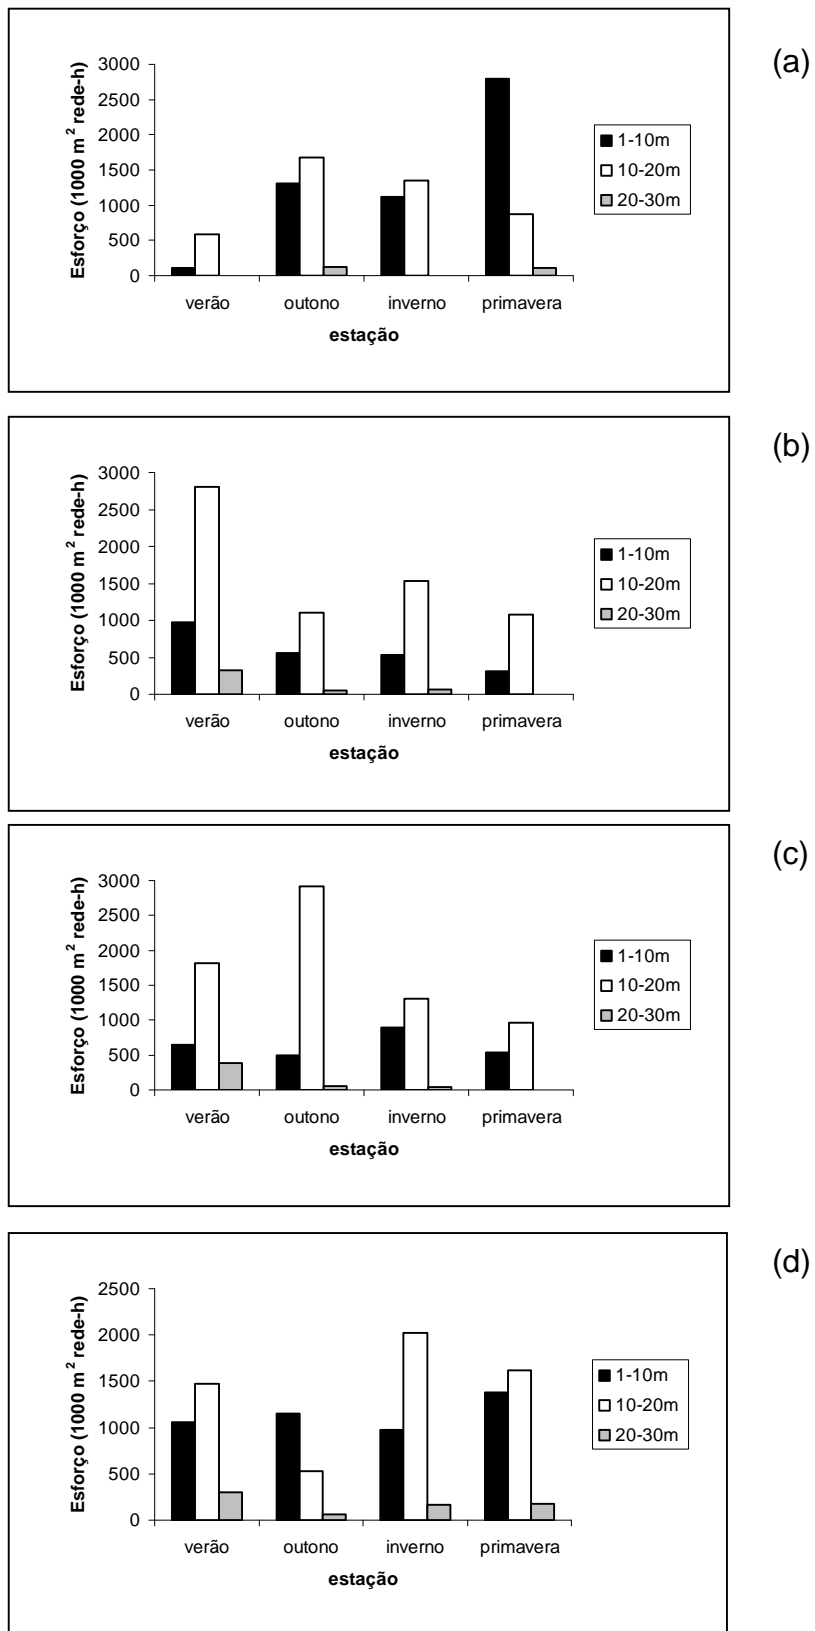 (a)
3000
2500
2000
1500
1000
500
0
Esforço (1000 m² rede-h)
verão outono inverno primavera
estação
1-10m
10-20m
20-30m
(b)
3000
2500
2000
1500
1000
500
0
Esforço (1000 m² rede-h)
verão outono inverno primavera
estação
1-10m
10-20m
20-30m
(c)
3000
2500
2000
1500
1000
500
0
Esforço (1000 m² rede-h)
verão outono inverno primavera
estação
1-10m
10-20m
20-30m
(d)
2500
2000
1500
1000
500
0
Esforço (1000 m² rede-h)
verão outono inverno primavera
estação
1-10m
10-20m
20-30m